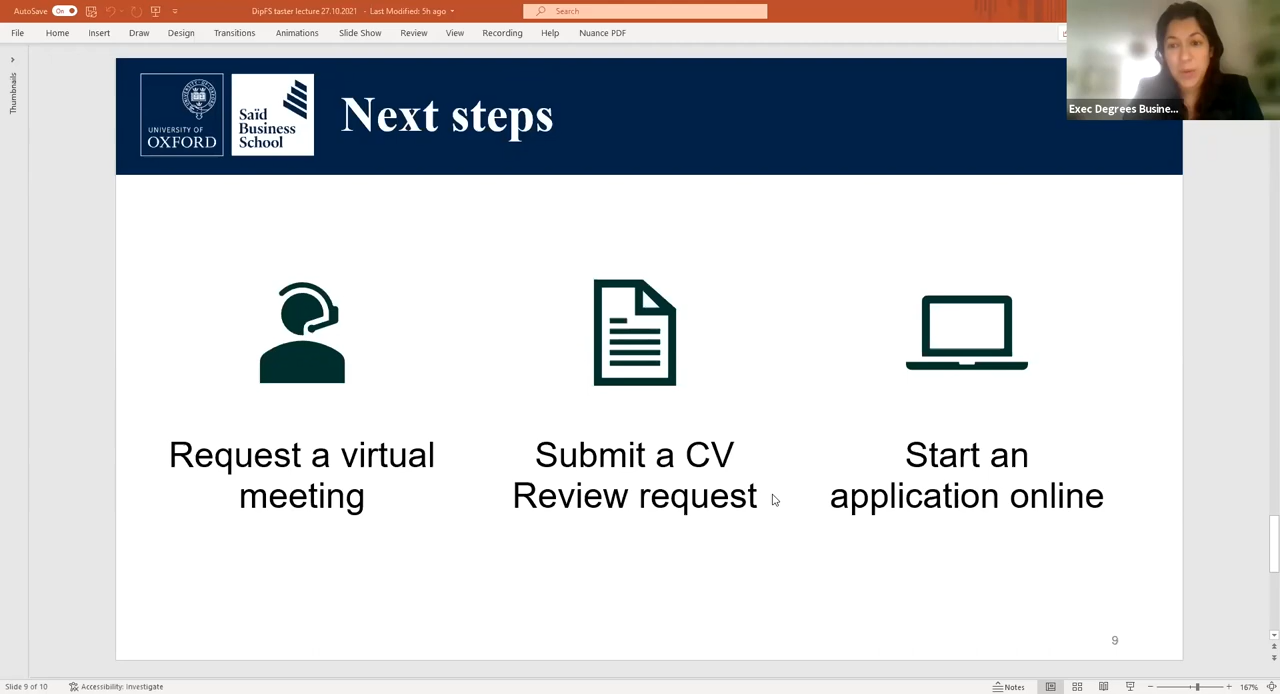 AutoSave On DipFS taster lecture 27.10.2021 - Last Modified: 5h ago Search
File Home Insert Draw Design Transitions Animations Slide Show Review View Recording Help Nuance PDF
Exec Degrees Busine...
Thumbnails
UNIVERSITY OF
OXFORD
Saïd
Business
School
Next steps
Request a virtual
meeting
Submit a CV
Review request
Start an
application online
9
Slide 9 of 10 Accessibility: Investigate Notes 167%